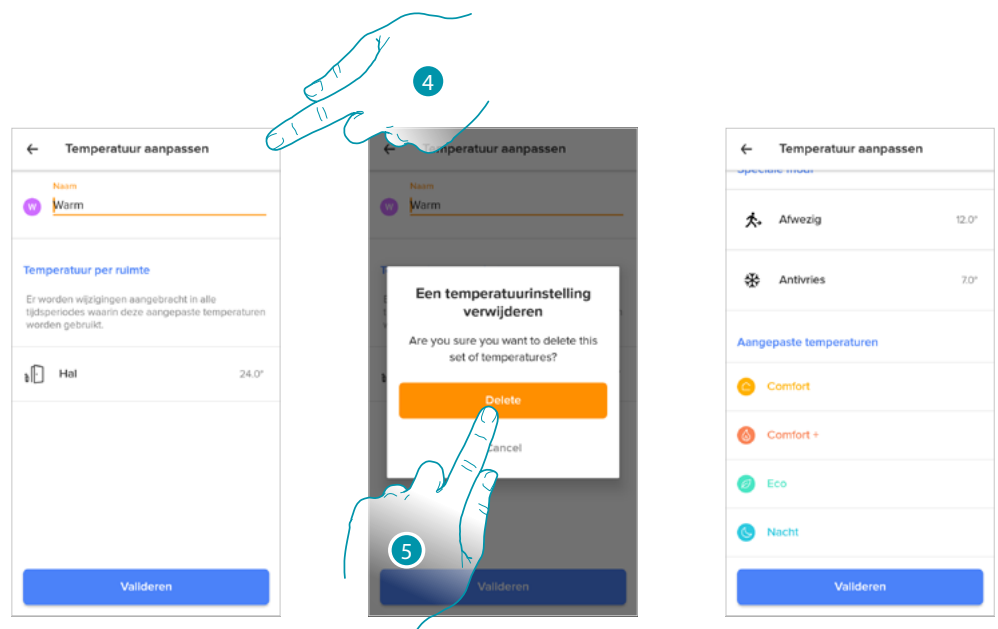 4
← Temperatuur aanpassen
Naam
W Warm
Temperatuur per ruimte
Er worden wijzigingen aangebracht in alle
tijdsperiodes waarin deze aangepaste temperaturen
worden gebruikt.
Hal 24.0°
Valideren
Temperatuur aanpassen
Naam
W Warm
Een temperatuurinstelling
verwijderen
Are you sure you want to delete this
set of temperatures?
Delete
Cancel
5
Valideren
← Temperatuur aanpassen
Speciale modi
Afwezig 12.0°
Antivries 7.0°
Aangepaste temperaturen
Comfort
Comfort +
Eco
Nacht
Valideren